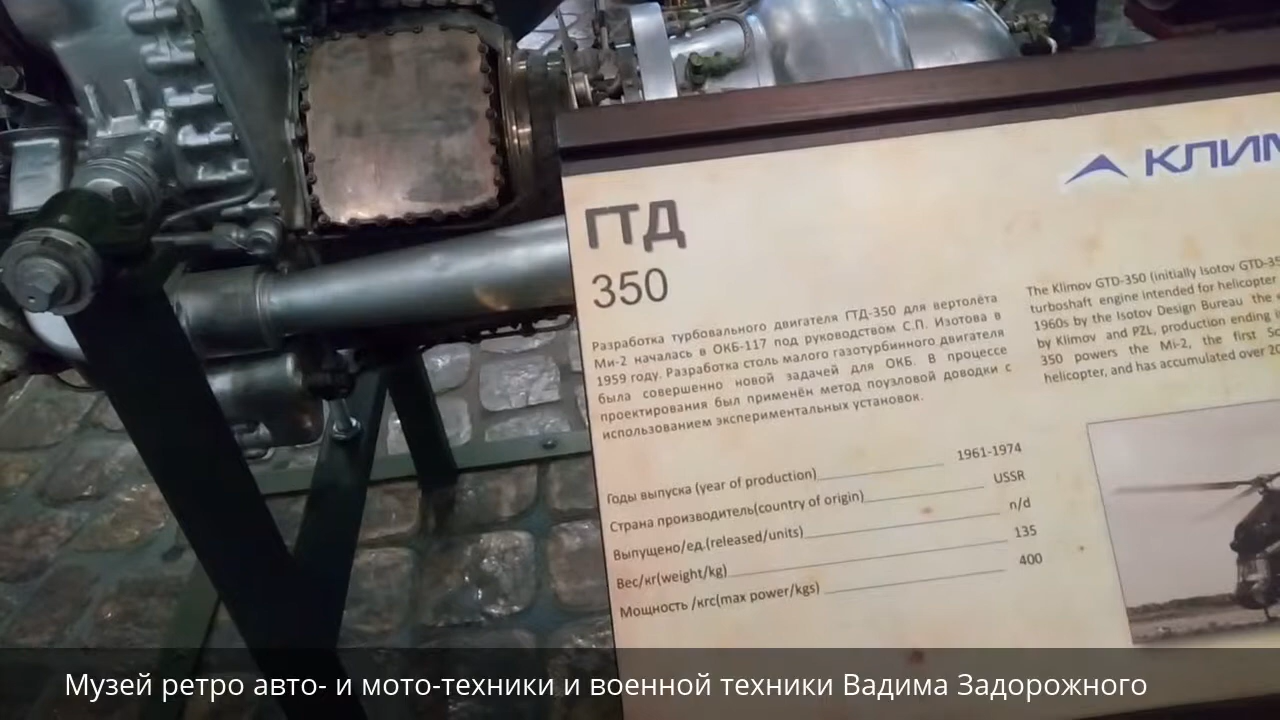 КЛИМ
ГТД
350
Разработка турбовального двигателя ГТД-350 для вертолёта
Ми-2 началась в ОКБ-117 под руководством С.П. Изотова в
1959 году. Разработка столь малого газотурбинного двигателя
была совершенно новой задачей для ОКБ. В процессе
проектирования был применён метод поузловой доводки с
использованием экспериментальных установок.
The Klimov GTD-350 (initially Isotov GTD-35
turboshaft engine intended for helicopter
1960s by the Isotov Design Bureau the
by Klimov and PZL, production ending
350 powers the Mi-2, the first
helicopter, and has accumulated over 20
Годы выпуска (year of production) 1961-1974
Страна производитель(country of origin) USSR
Выпущено/ед.(released/units) n/d
Вес/кг(weight/kg) 135
Мощность /кгс(max power/kgs) 400
Музей ретро авто- и мото-техники и военной техники Вадима Задорожного